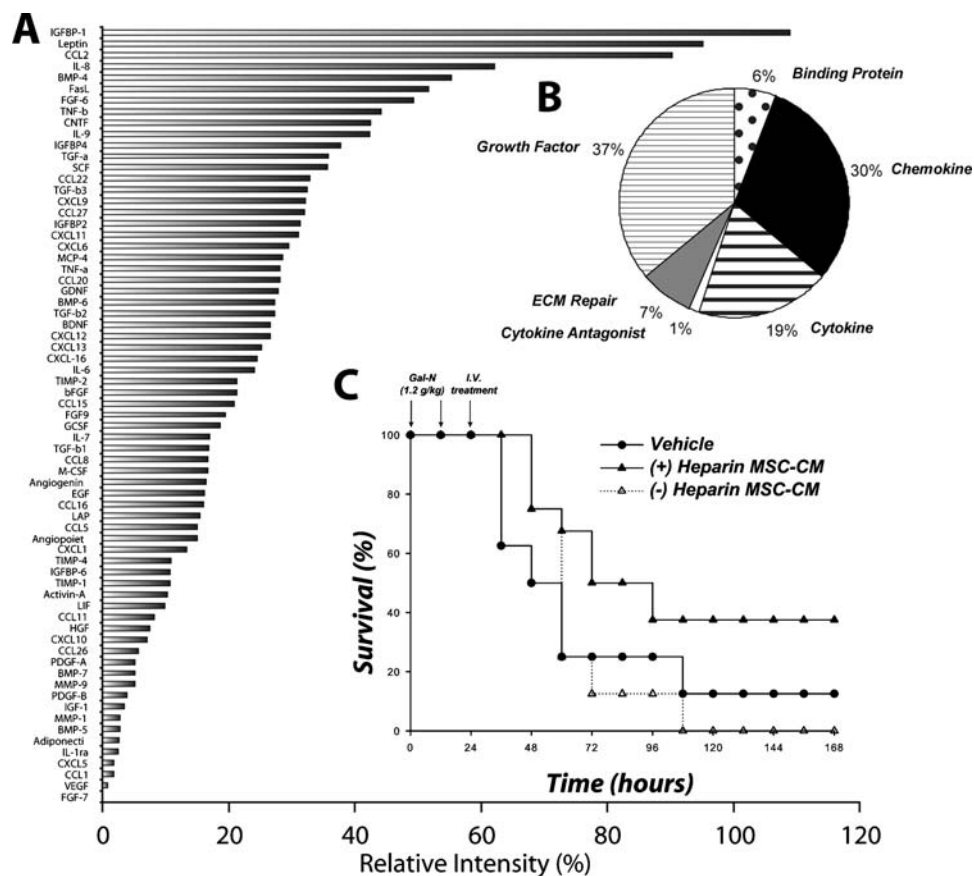 A
IGFBP-1
Leptin
CCL2
IL-8
BMP-4
FasL
FGF-6
TNF-b
CNTF
IL-9
IGFBP4
TGF-a
SCF
CCL22
TGF-b3
CXCL9
CCL27
IGFBP2
CXCL11
CXCL6
MCP-4
TNF-a
CCL20
GDNF
BMP-6
TGF-b2
BDNF
CXCL12
CXCL13
CXCL-16
IL-6
TIMP-2
bFGF
CCL15
FGF9
GCSF
IL-7
TGF-b1
CCL8
M-CSF
Angiogenin
EGF
CCL16
LAP
CCL5
Angiopoiet
CXCL1
TIMP-4
IGFBP-6
TIMP-1
Activin-A
LIF
CCL11
HGF
CXCL10
CCL26
PDGF-A
BMP-7
MMP-9
PDGF-B
IGF-1
MMP-1
BMP-5
Adiponecti
IL-1ra
CXCL5
CCL1
VEGF
FGF-7
0 20 40 60 80 100 120
Relative Intensity (%)
B
6% Binding Protein
30% Chemokine
19% Cytokine
1% Cytokine Antagonist
7% ECM Repair
37% Growth Factor
C
Gal-N
(1.2 g/kg)
I.V.
treatment
Vehicle
(+) Heparin MSC-CM
(-) Heparin MSC-CM
Survival (%)
100
80
60
40
20
0
0 24 48 72 96 120 144 168
Time (hours)